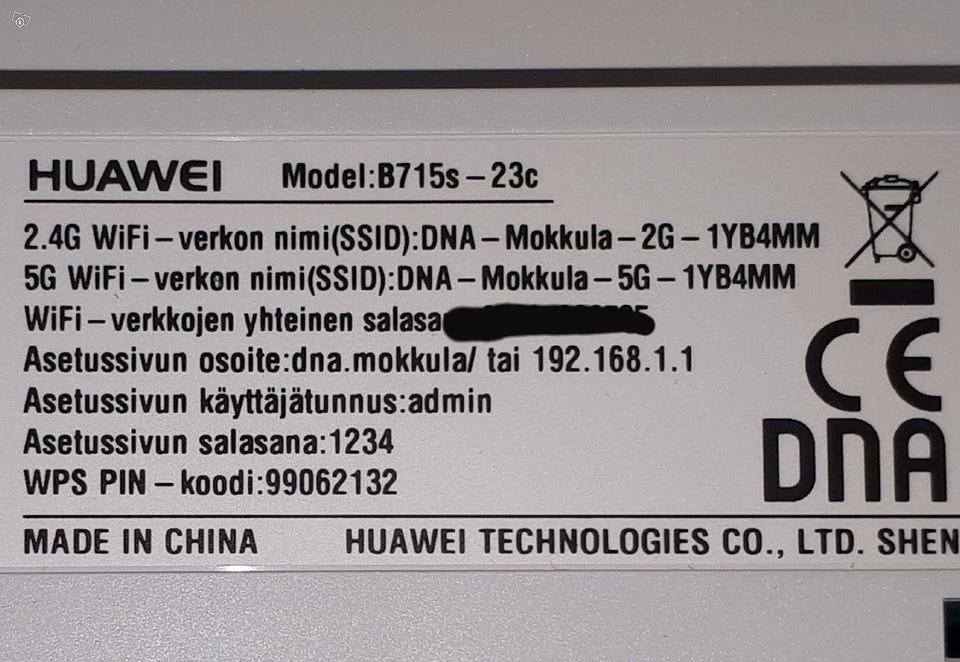 HUAWEI Model:B715s-23c
2.4G WiFi-verkon nimi(SSID):DNA-Mokkula-2G-1YB4MM
5G WiFi-verkon nimi(SSID):DNA-Mokkula-5G-1YB4MM
WiFi-verkkojen yhteinen
Asetussivun osoite:dna.mokkula/ tai 192.168.1.1
Asetussivun käyttäjätunnus:admin
Asetussivun salasana:1234
WPS PIN-koodi:99062132
CE
DNA
MADE IN CHINA HUAWEI TECHNOLOGIES CO., LTD. SHEN